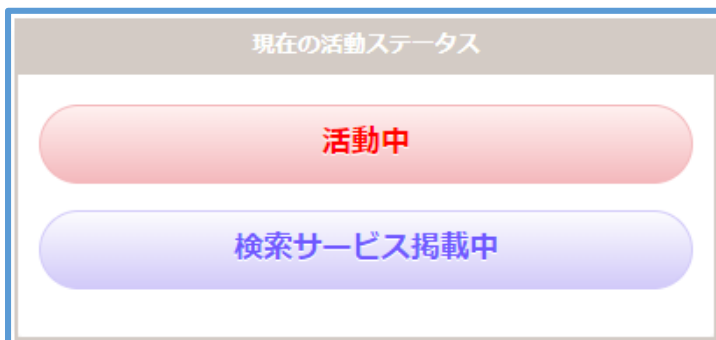 現在の活動ステータス
活動中
検索サービス掲載中